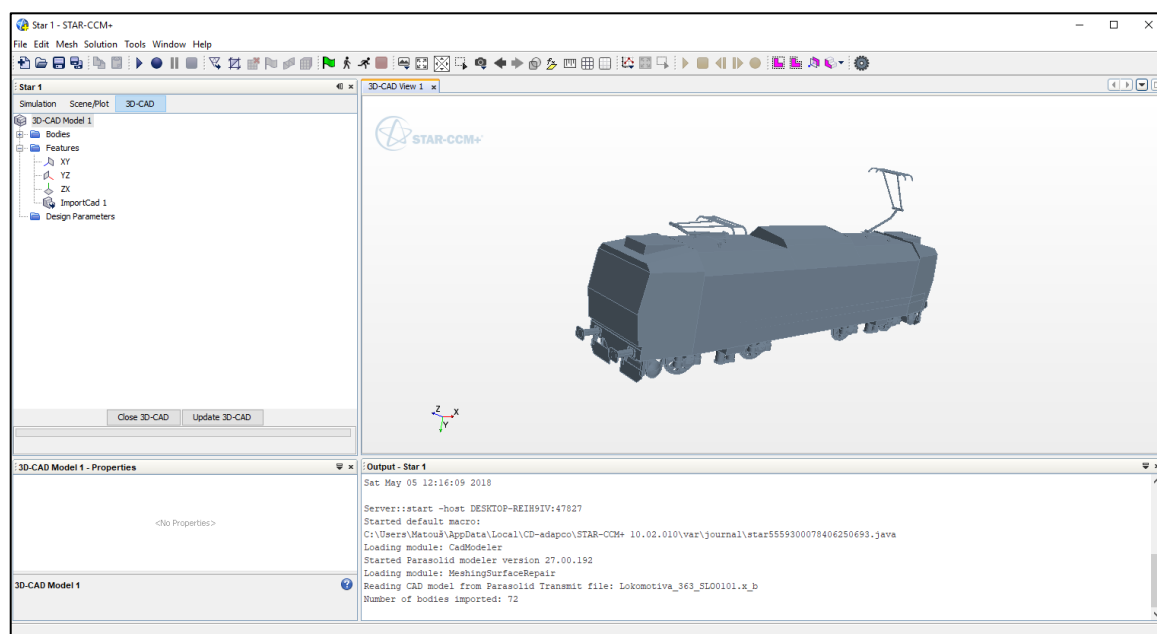 Star 1 - STAR-CCM+
File Edit Mesh Solution Tools Window Help
Star 1
3D-CAD View 1
Simulation Scene/Plot 3D-CAD
3D-CAD Model 1
Bodies
Features
XY
YZ
ZX
ImportCad 1
Design Parameters
STAR-CCM+
Z
X
Y
Close 3D-CAD Update 3D-CAD
3D-CAD Model 1 - Properties
<No Properties>
3D-CAD Model 1
Output - Star 1
Sat May 05 12:16:09 2018
Server::start -host DESKTOP-REIH9IV:47827
Started default macro:
C:\Users\Matouš\AppData\Local\CD-adapco\STAR-CCM+ 10.02.010\var\journal\star5559300078406250693.java
Loading module: CadModeler
Started Parasolid modeler version 27.00.192
Loading module: MeshingSurfaceRepair
Reading CAD model from Parasolid Transmit file: Lokomotiva_363_SLO0101.x_b
Number of bodies imported: 72